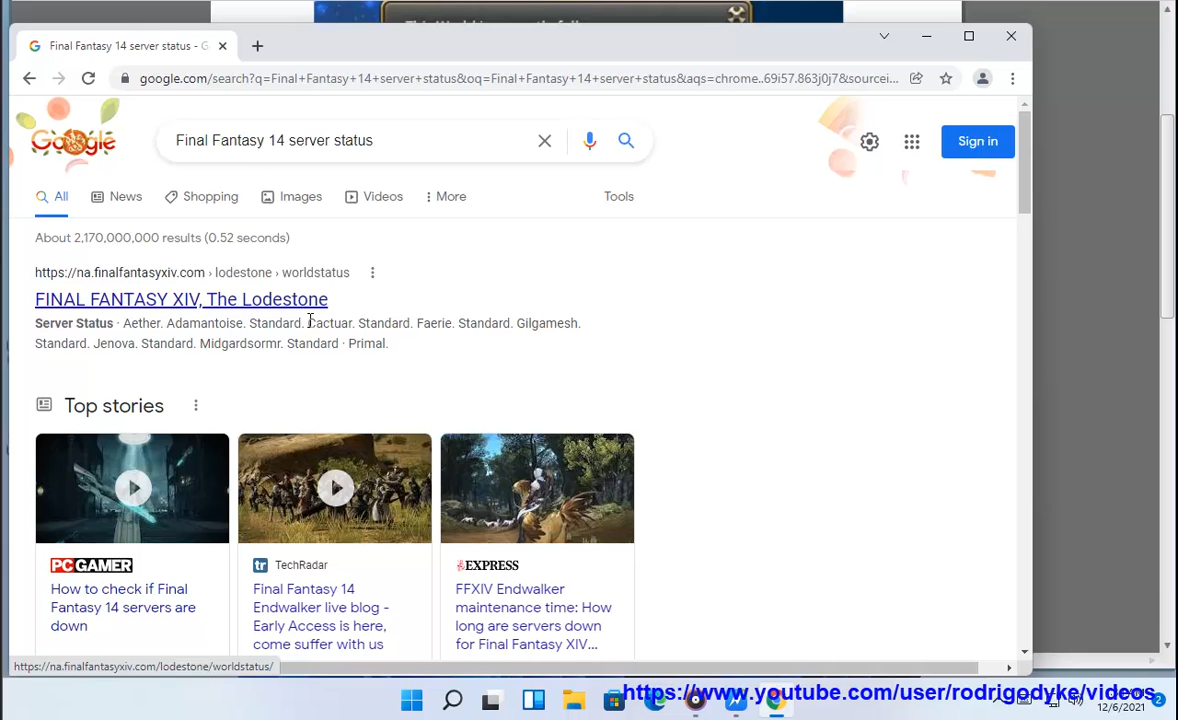 Final Fantasy 14 server status - G
google.com/search?q=Final+Fantasy+14+server+status&oq=Final+Fantasy+14+server+status&aqs=chrome..69i57.863j0j7&sourcei...
Google
Final Fantasy 14 server status
Sign in
All
News
Shopping
Images
Videos
More
Tools
About 2,170,000,000 results (0.52 seconds)
https://na.finalfantasyxiv.com › lodestone › worldstatus
FINAL FANTASY XIV, The Lodestone
Server Status · Aether. Adamantoise. Standard. Cactuar. Standard. Faerie. Standard. Gilgamesh.
Standard. Jenova. Standard. Midgardsormr. Standard · Primal.
Top stories
PC GAMER
How to check if Final
Fantasy 14 servers are
down
tr TechRadar
Final Fantasy 14
Endwalker live blog -
Early Access is here,
come suffer with us
EXPRESS
FFXIV Endwalker
maintenance time: How
long are servers down
for Final Fantasy XIV...
https://na.finalfantasyxiv.com/lodestone/worldstatus/
https://www.youtube.com/user/rodrigodyke/videos
12/6/2021
2